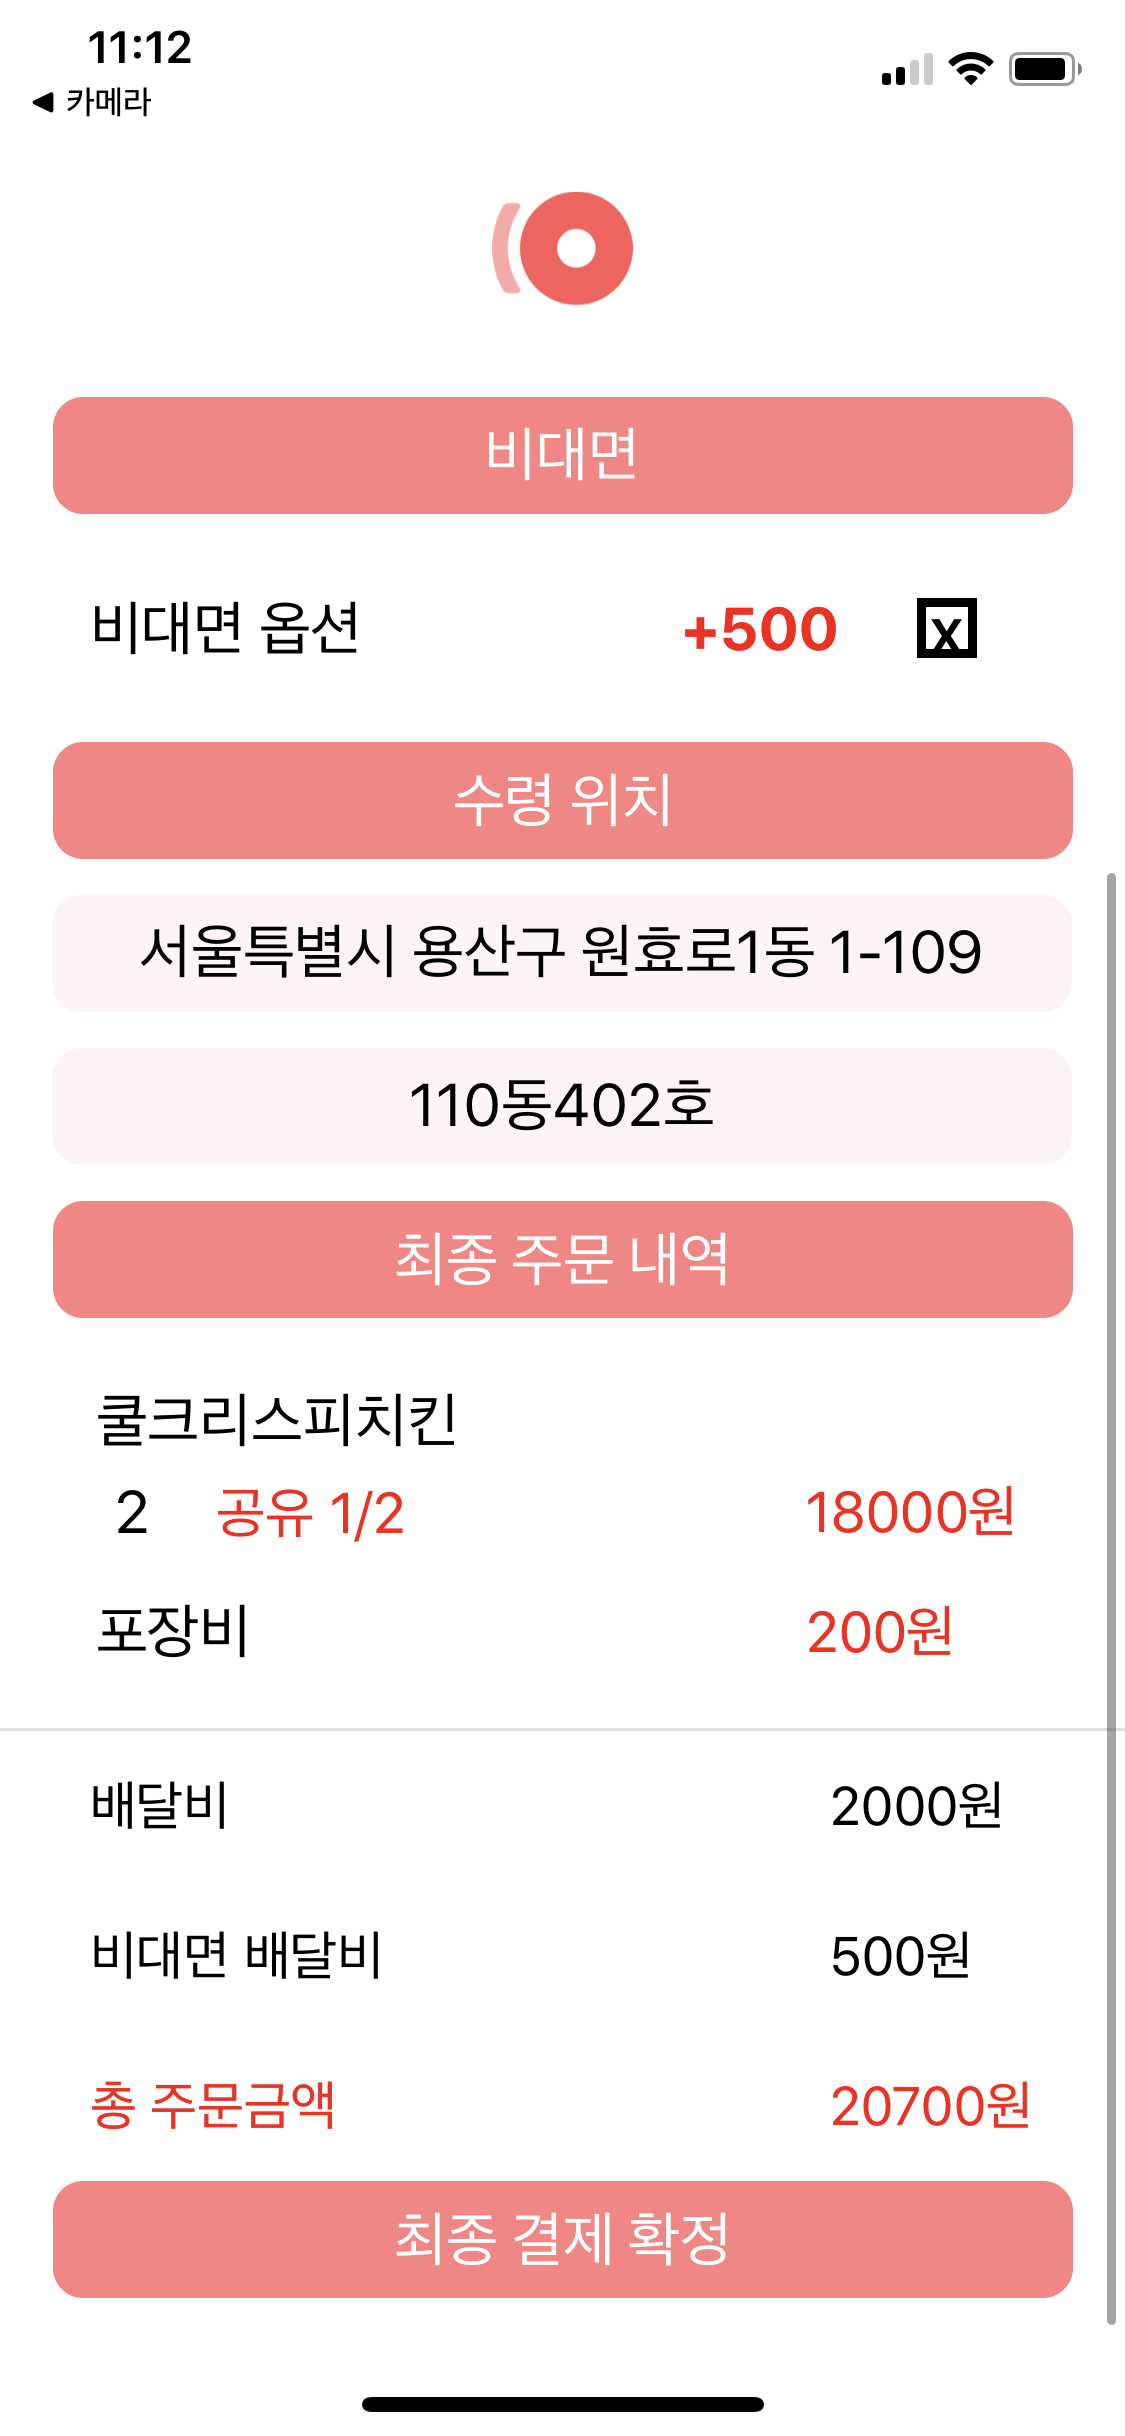 11:12
◀ 카메라
비대면
비대면 옵션 +500 X
수령 위치
서울특별시 용산구 원효로1동 1-109
110동402호
최종 주문 내역
쿨크리스피치킨
2 공유 1/2 18000원
포장비 200원
배달비 2000원
비대면 배달비 500원
총 주문금액 20700원
최종 결제 확정